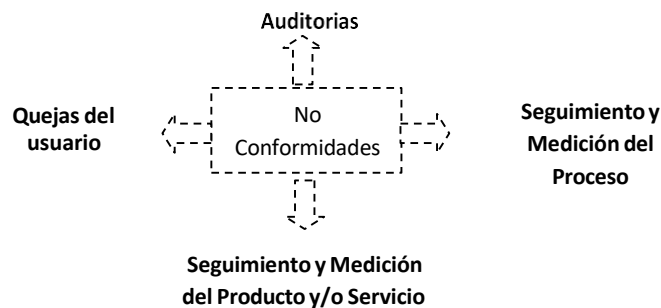 Auditorias
Quejas del
usuario
No
Conformidades
Seguimiento y
Medición del
Proceso
Seguimiento y Medición
del Producto y/o Servicio